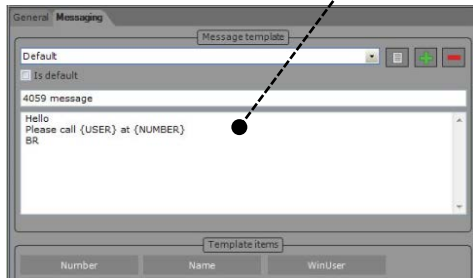 General Messaging
Message template
Default
Is default
4059 message
Hello
Please call {USER} at {NUMBER}
BR
Template items
Number Name WinUser